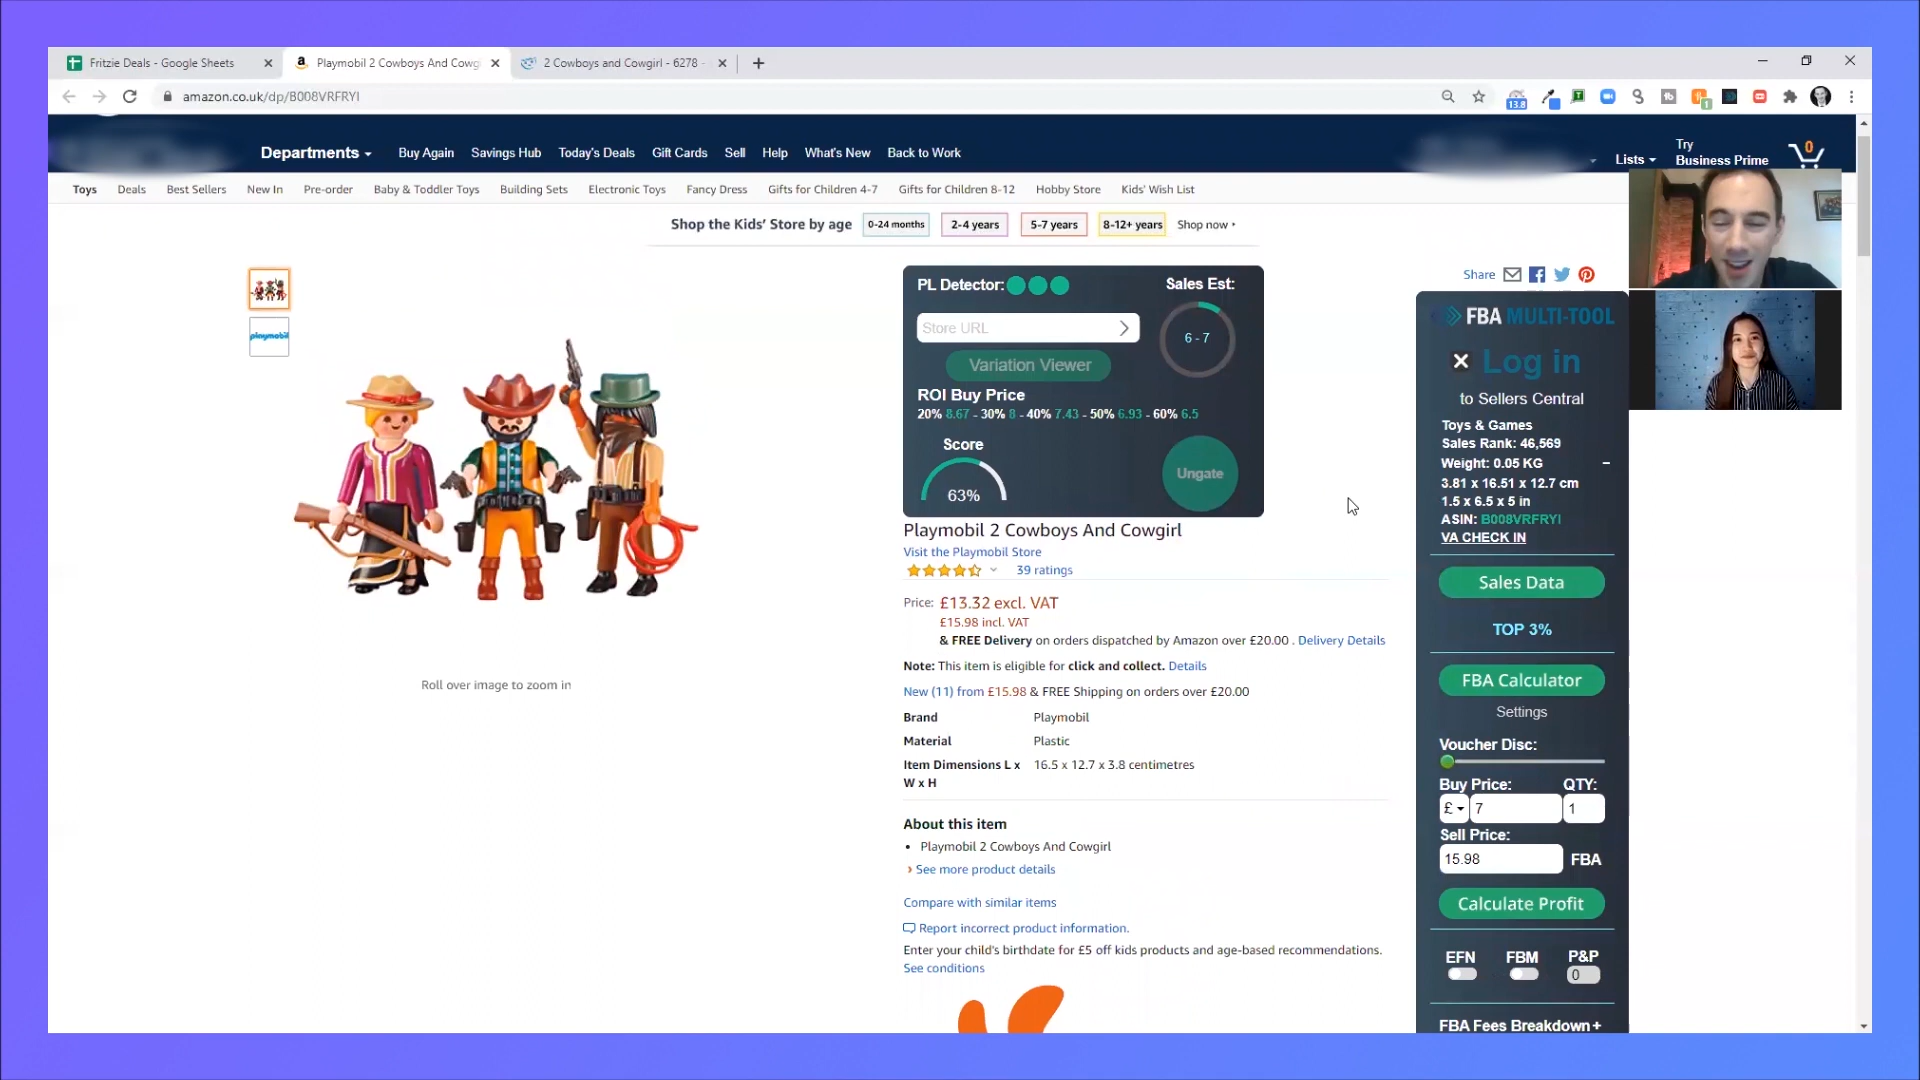 Fritzie Deals - Google Sheets
Playmobil 2 Cowboys And Cowg
2 Cowboys and Cowgirl - 6278 -
amazon.co.uk/dp/B008VRFRYI
13.8
1
Departments
Buy Again
Savings Hub
Today's Deals
Gift Cards
Sell
Help
What's New
Back to Work
Lists
Try
Business Prime
0
Toys
Deals
Best Sellers
New In
Pre-order
Baby & Toddler Toys
Building Sets
Electronic Toys
Fancy Dress
Gifts for Children 4-7
Gifts for Children 8-12
Hobby Store
Kids' Wish List
Shop the Kids' Store by age
0-24 months
2-4 years
5-7 years
8-12+ years
Shop now
playmobil
Roll over image to zoom in
PL Detector:
Sales Est:
Store URL
6 - 7
Variation Viewer
ROI Buy Price
20% 8.67 - 30% 8 - 40% 7.43 - 50% 6.93 - 60% 6.5
Score
63%
Ungate
Playmobil 2 Cowboys And Cowgirl
Visit the Playmobil Store
39 ratings
Price: £13.32 excl. VAT
£15.98 incl. VAT
& FREE Delivery on orders dispatched by Amazon over £20.00 . Delivery Details
Note: This item is eligible for click and collect. Details
New (11) from £15.98 & FREE Shipping on orders over £20.00
Brand Playmobil
Material Plastic
Item Dimensions L x 16.5 x 12.7 x 3.8 centimetres
W x H
About this item
Playmobil 2 Cowboys And Cowgirl
See more product details
Compare with similar items
Report incorrect product information.
Enter your child's birthdate for £5 off kids products and age-based recommendations.
See conditions
Share
FBA MULTI-TOOL
Log in
to Sellers Central
Toys & Games
Sales Rank: 46,569
Weight: 0.05 KG
3.81 x 16.51 x 12.7 cm
1.5 x 6.5 x 5 in
ASIN: B008VRFRYI
VA CHECK IN
Sales Data
TOP 3%
FBA Calculator
Settings
Voucher Disc:
Buy Price: QTY:
£ 7 1
Sell Price:
15.98 FBA
Calculate Profit
EFN FBM P&P
0
FBA Fees Breakdown+